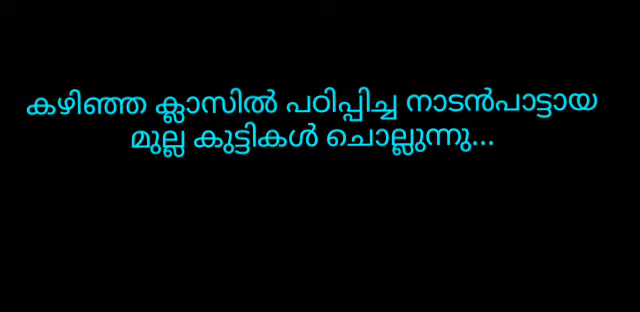 കഴിഞ്ഞ ക്ലാസിൽ പഠിപ്പിച്ച നാടൻപാട്ടായ
മുല്ല കുട്ടികൾ ചൊല്ലുന്നു...